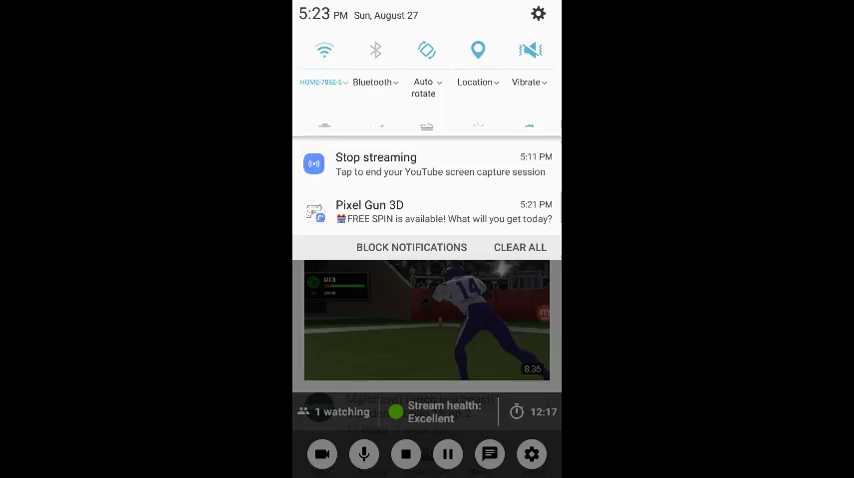 5:23 PM Sun, August 27
Bluetooth
Auto rotate
Location
Vibrate
Stop streaming 5:11 PM
Tap to end your YouTube screen capture session
Pixel Gun 3D 5:21 PM
FREE SPIN is available! What will you get today?
BLOCK NOTIFICATIONS CLEAR ALL
14
8:36
1 watching
Stream health: Excellent
12:17